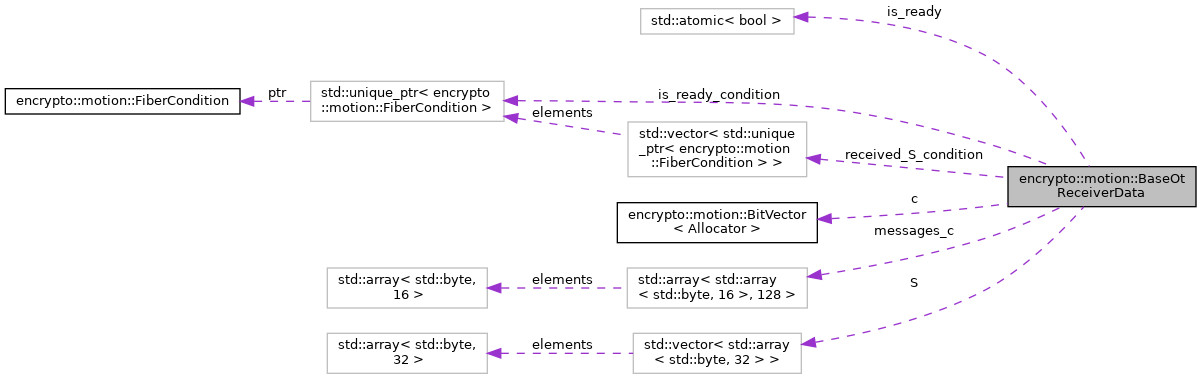 is_ready
std::atomic< bool >
encrypto::motion::FiberCondition
ptr
std::unique_ptr< encrypto
::motion::FiberCondition >
is_ready_condition
elements
std::vector< std::unique
_ptr< encrypto::motion
::FiberCondition > >
received_S_condition
encrypto::motion::BaseOt
ReceiverData
encrypto::motion::BitVector
< Allocator >
c
messages_c
std::array< std::byte,
16 >
elements
std::array< std::array
< std::byte, 16 >, 128 >
S
std::array< std::byte,
32 >
elements
std::vector< std::array
< std::byte, 32 > >